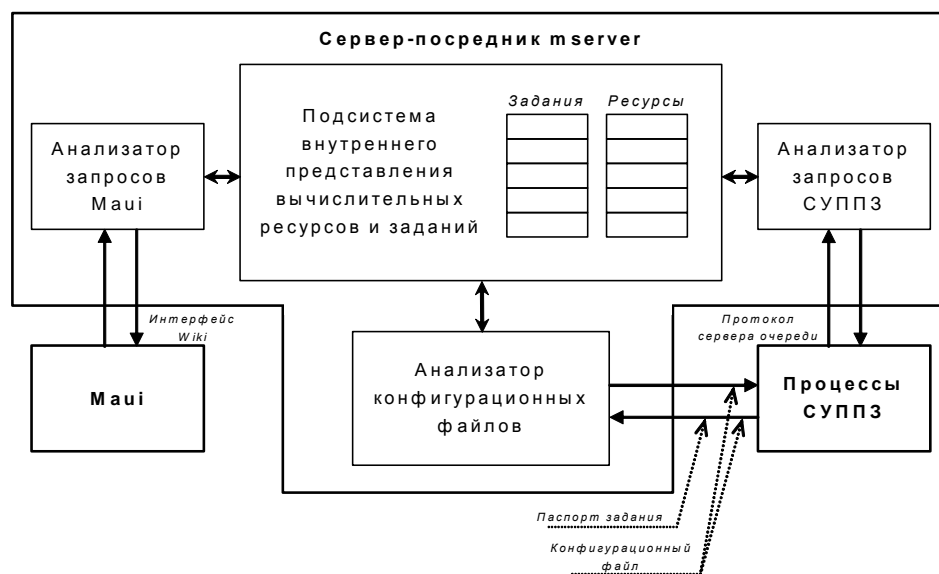 Сервер-посредник mserver
Задания
Ресурсы
Подсистема
внутреннего
представления
вычислительных
ресурсов и заданий
Анализатор
запросов
Maui
Анализатор
запросов
СУППЗ
Интерфейс
Wiki
Протокол
сервера очереди
Maui
Анализатор
конфигурационных
файлов
Процессы
СУППЗ
Паспорт задания
Конфигурационный
файл